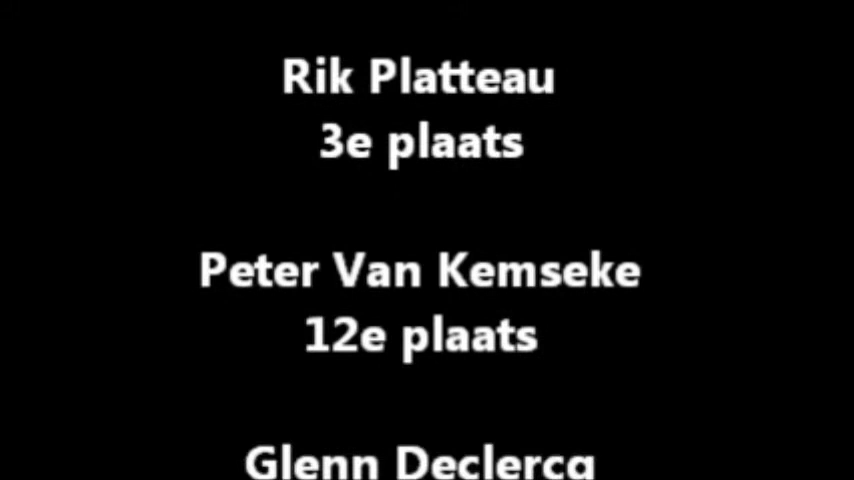 Rik Platteau
3e plaats
Peter Van Kemseke
12e plaats
Glenn Declercq